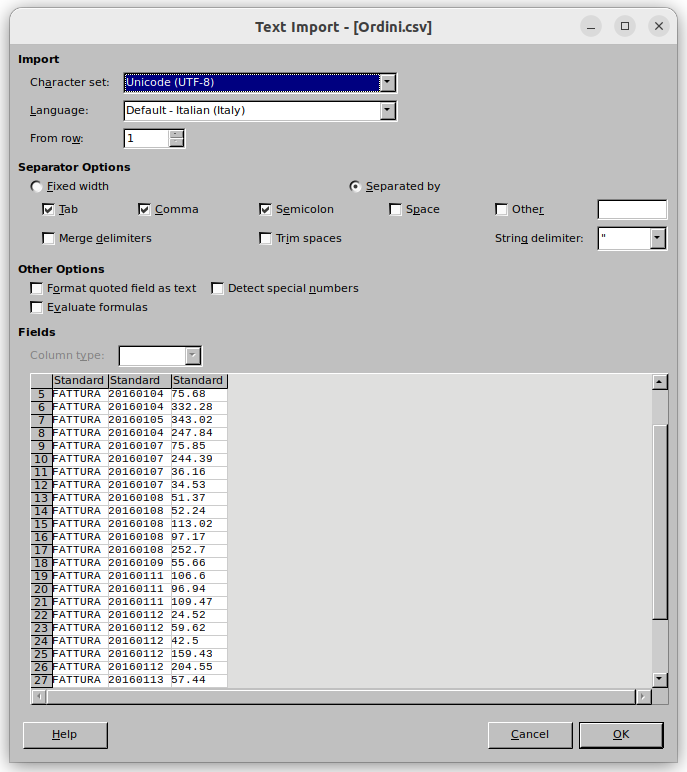 Text Import - [Ordini.csv]
Import
Character set: Unicode (UTF-8)
Language: Default - Italian (Italy)
From row: 1
Separator Options
Fixed width Separated by
Tab Comma Semicolon Space Other
Merge delimiters Trim spaces String delimiter: "
Other Options
Format quoted field as text Detect special numbers
Evaluate formulas
Fields
Column type:
Standard Standard Standard
5 FATTURA 20160104 75.68
6 FATTURA 20160104 332.28
7 FATTURA 20160105 343.02
8 FATTURA 20160104 247.84
9 FATTURA 20160107 75.85
10 FATTURA 20160107 244.39
11 FATTURA 20160107 36.16
12 FATTURA 20160107 34.53
13 FATTURA 20160108 51.37
14 FATTURA 20160108 52.24
15 FATTURA 20160108 113.02
16 FATTURA 20160108 97.17
17 FATTURA 20160108 252.7
18 FATTURA 20160109 55.66
19 FATTURA 20160111 106.6
20 FATTURA 20160111 96.94
21 FATTURA 20160111 109.47
22 FATTURA 20160112 24.52
23 FATTURA 20160112 59.62
24 FATTURA 20160112 42.5
25 FATTURA 20160112 159.43
26 FATTURA 20160112 204.55
27 FATTURA 20160113 57.44
Help Cancel OK